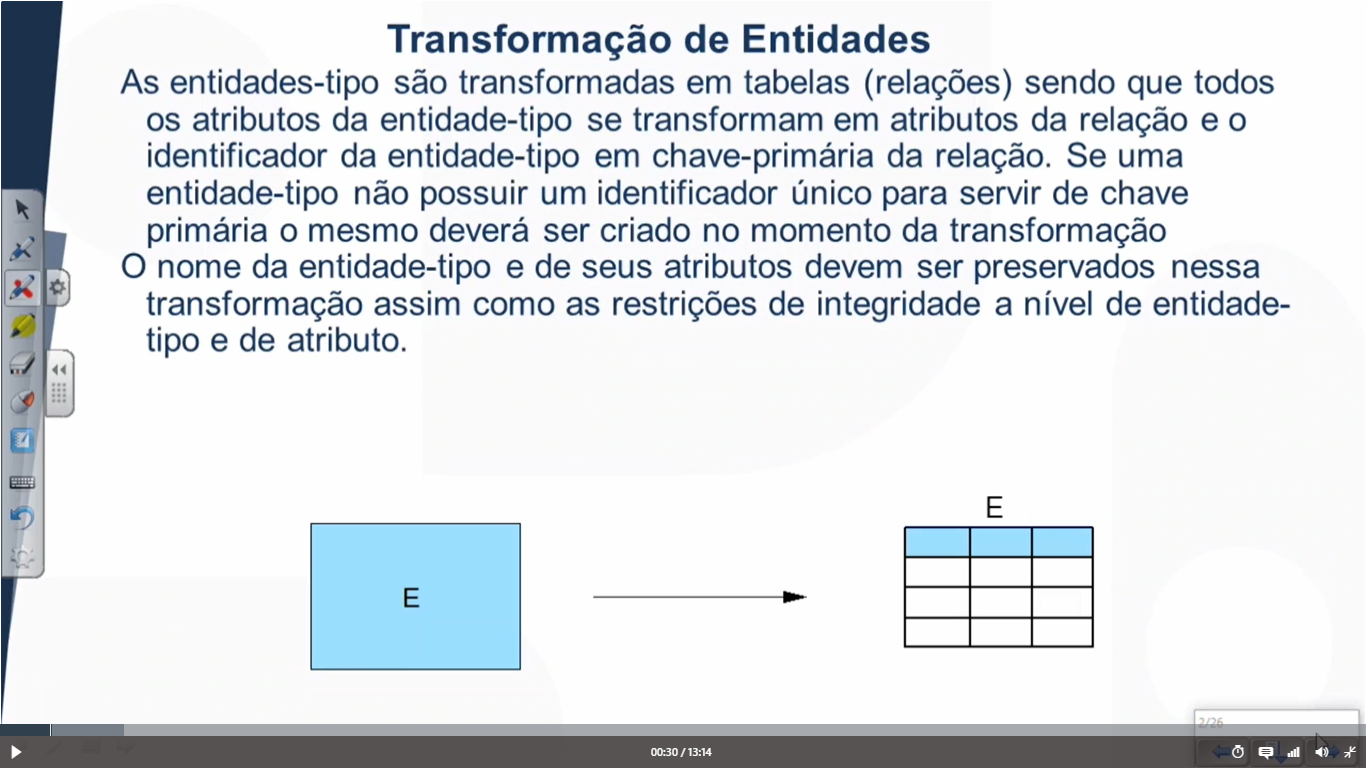 Transformação de Entidades
As entidades-tipo são transformadas em tabelas (relações) sendo que todos
os atributos da entidade-tipo se transformam em atributos da relação e o
identificador da entidade-tipo em chave-primária da relação. Se uma
entidade-tipo não possuir um identificador único para servir de chave
primária o mesmo deverá ser criado no momento da transformação
O nome da entidade-tipo e de seus atributos devem ser preservados nessa
transformação assim como as restrições de integridade a nível de entidade-
tipo e de atributo.
E
E
2/26
00:30 / 13:14